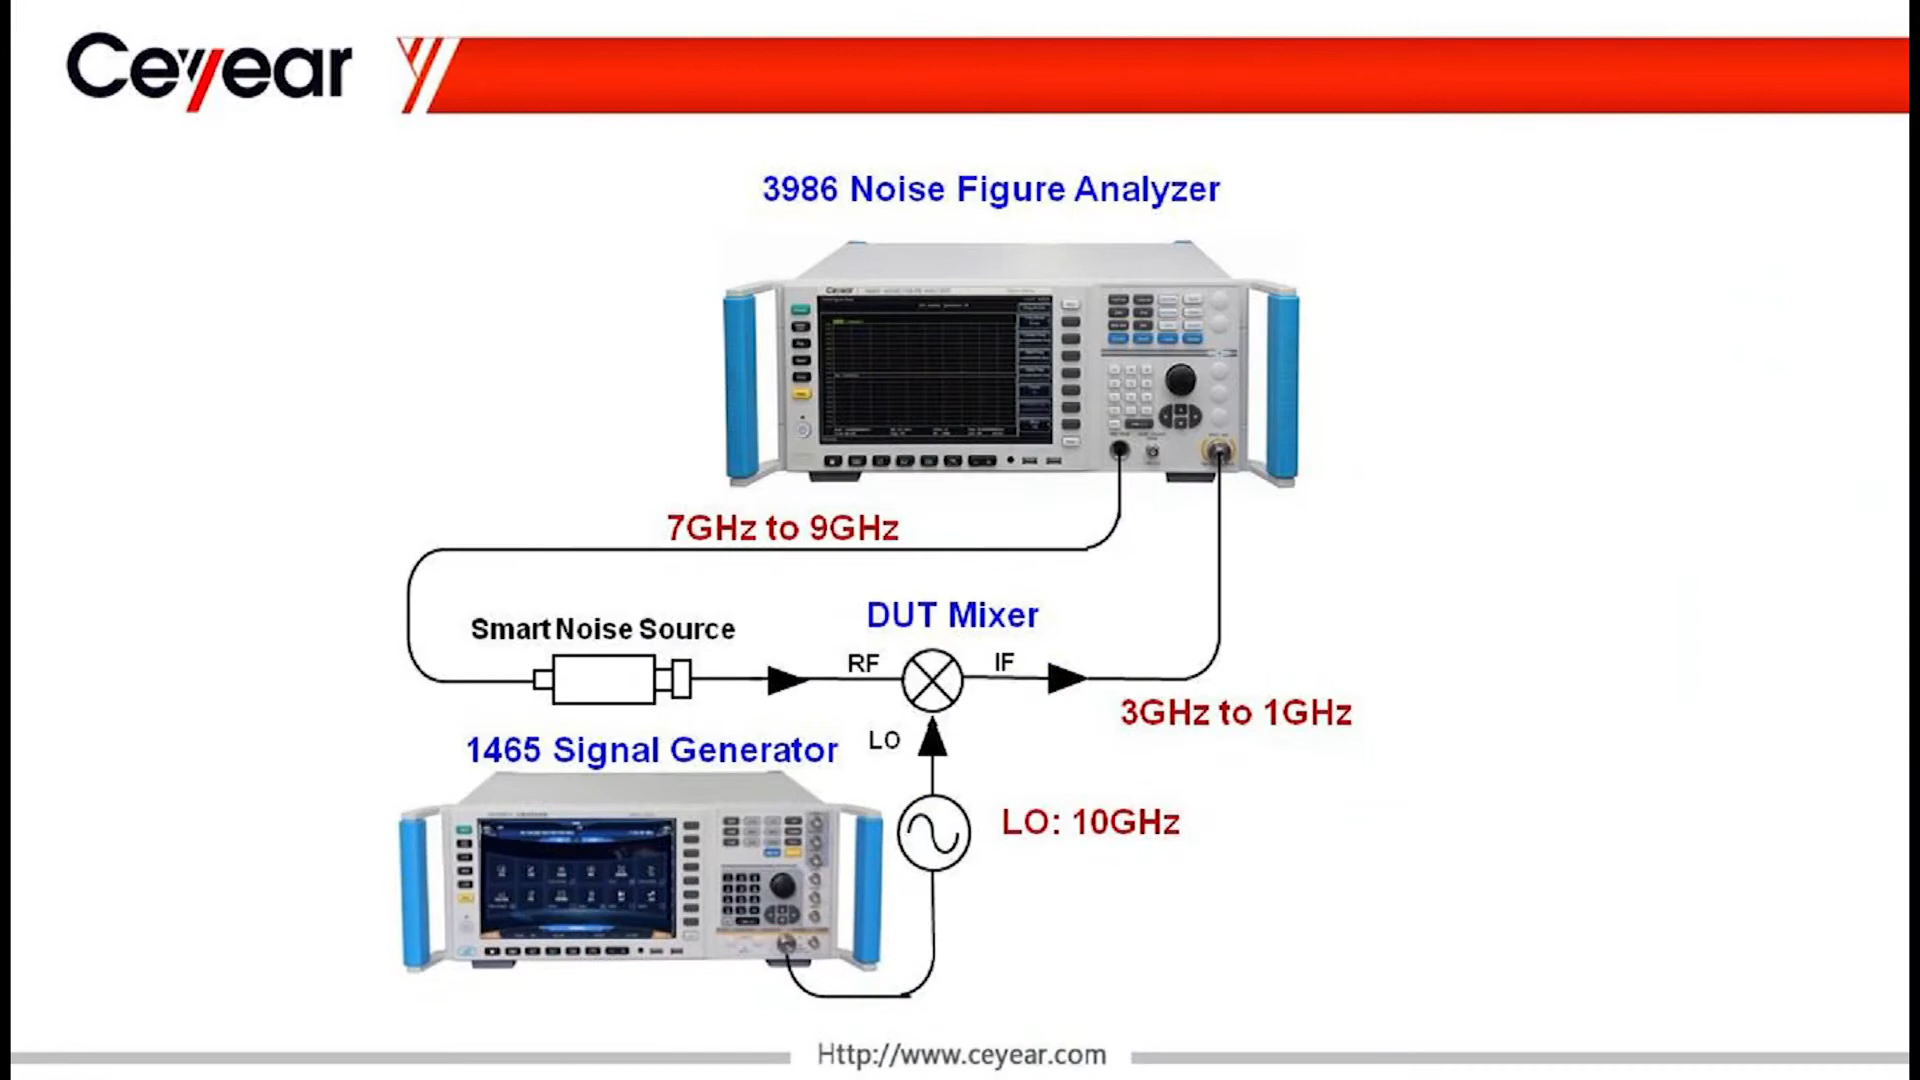 Ceyear
3986 Noise Figure Analyzer
Ceyear
7GHz to 9GHz
DUT Mixer
Smart Noise Source
RF
IF
3GHz to 1GHz
LO
1465 Signal Generator
LO: 10GHz
Http://www.ceyear.com